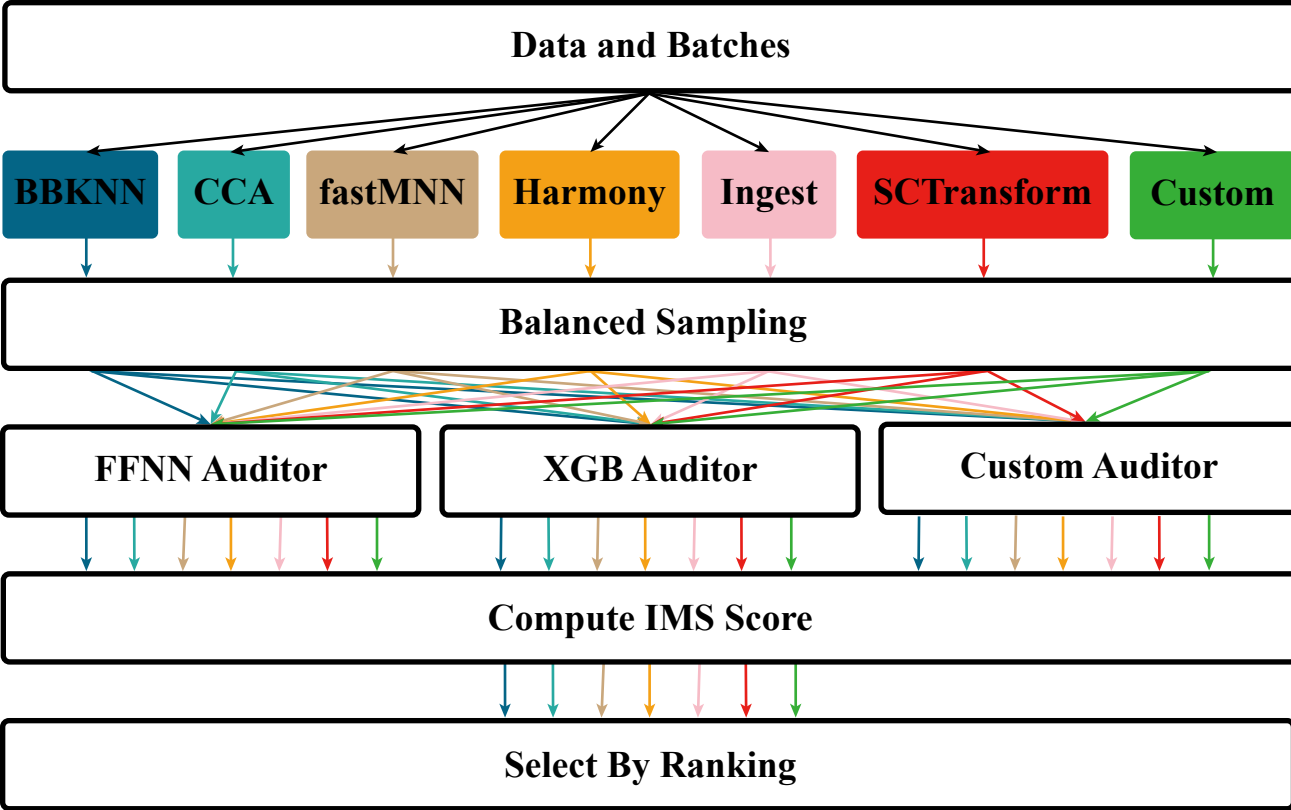 Data and Batches
BBKNN
CCA
fastMNN
Harmony
Ingest
SCTransform
Custom
Balanced Sampling
FFNN Auditor
XGB Auditor
Custom Auditor
Compute IMS Score
Select By Ranking